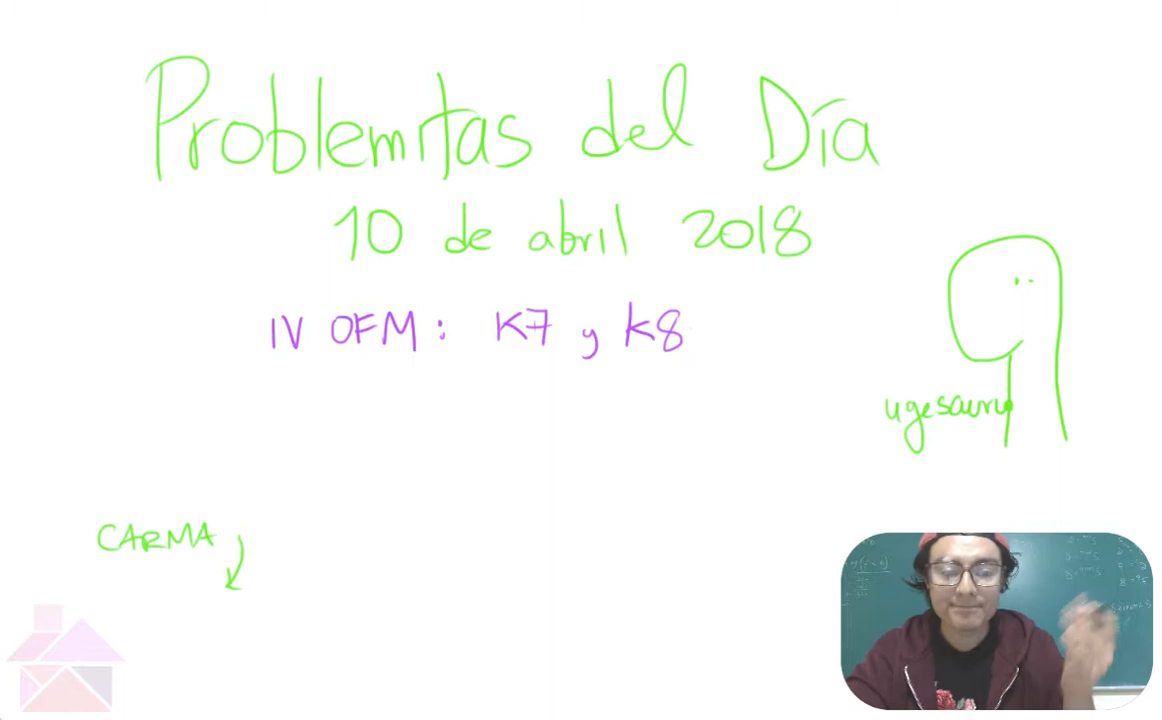 Problemitas del Día
10 de abril 2018
IV OFM: K7 y K8
ugesaurio
CARMA